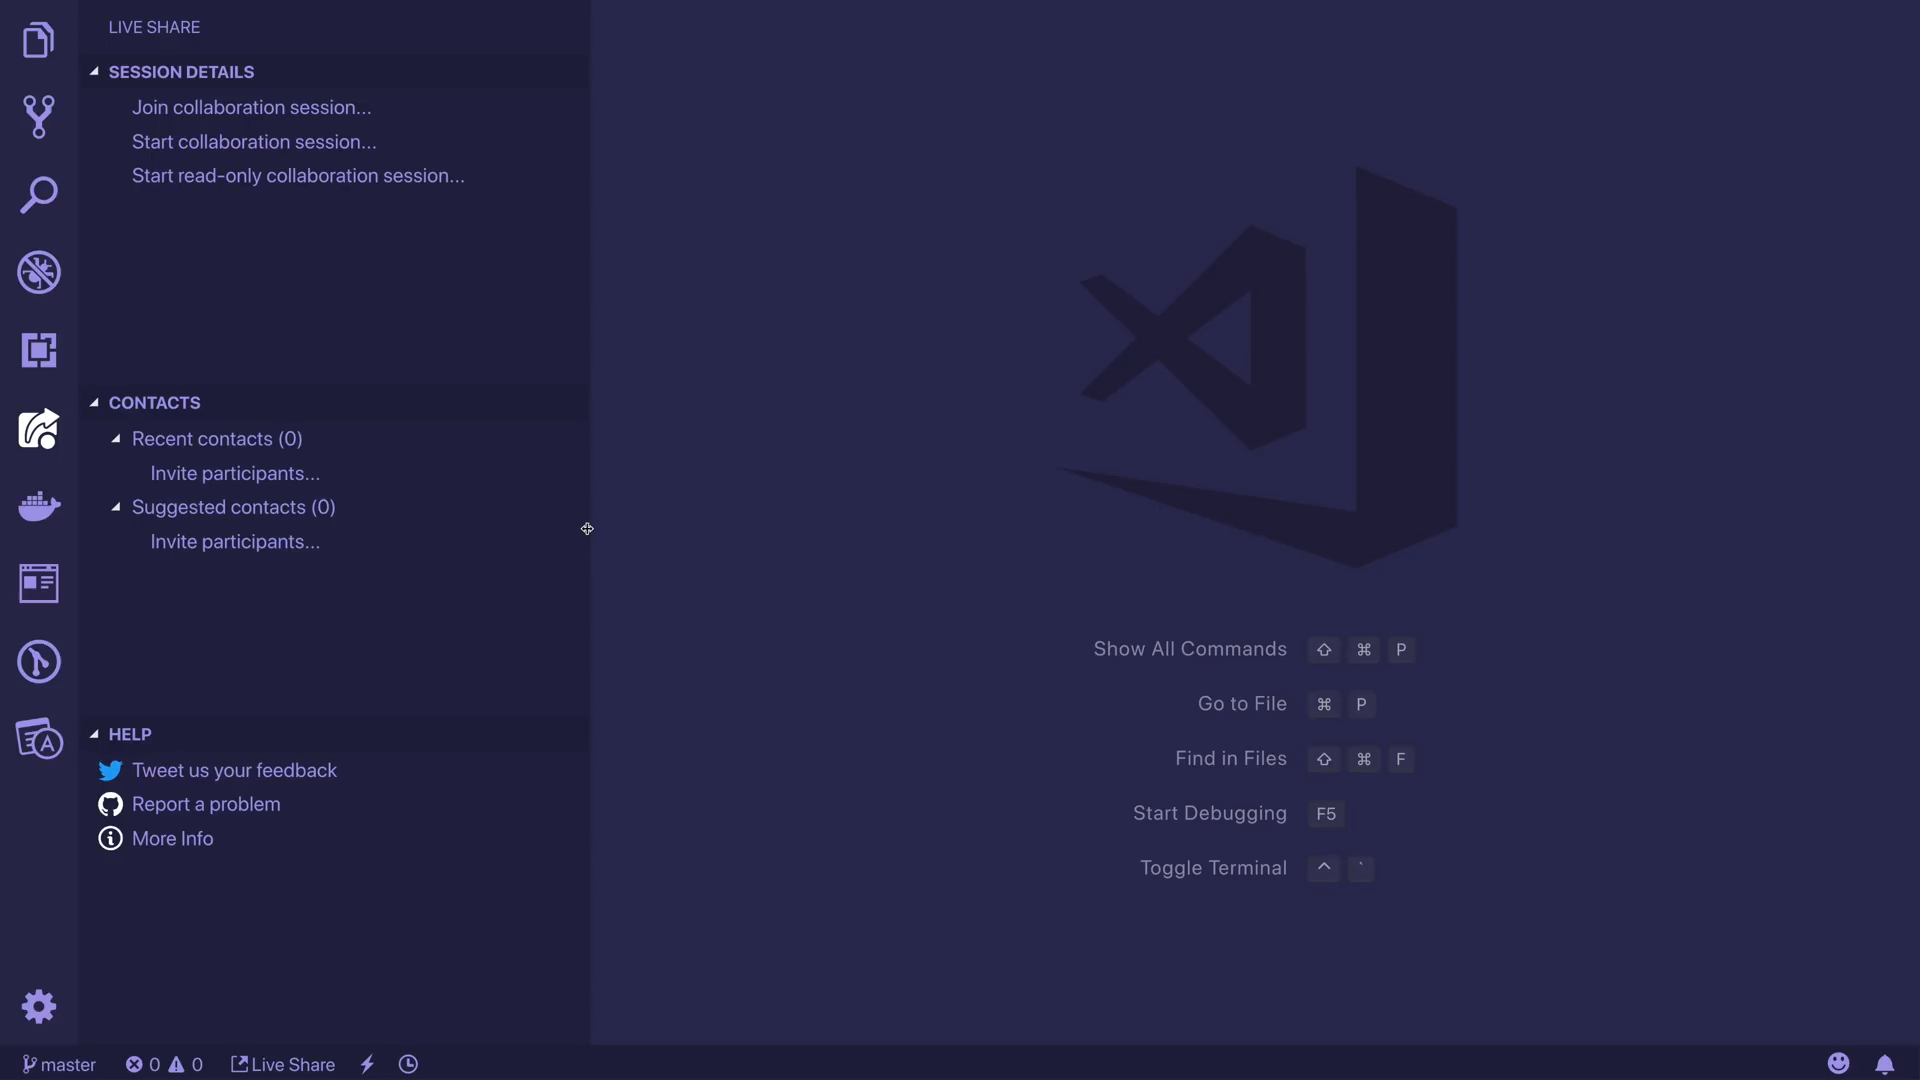 LIVE SHARE
SESSION DETAILS
Join collaboration session...
Start collaboration session...
Start read-only collaboration session...
CONTACTS
Recent contacts (0)
Invite participants...
Suggested contacts (0)
Invite participants...
HELP
Tweet us your feedback
Report a problem
More Info
Show All Commands ⇧ ⌘ P
Go to File ⌘ P
Find in Files ⇧ ⌘ F
Start Debugging F5
Toggle Terminal ^ `
master 0 0 Live Share